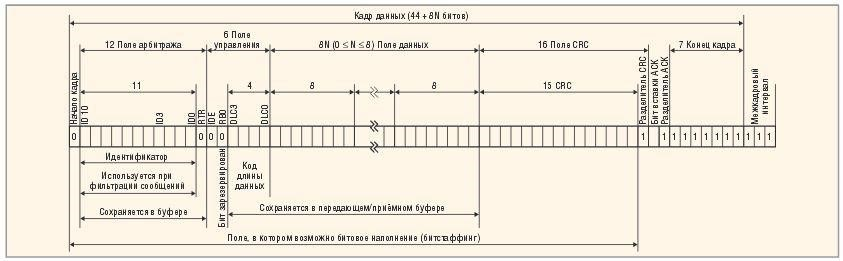 Кадр данных (44 + 8N битов)
12 Поле арбитража
6 Поле
управления
8N (0 ≤ N ≤ 8) Поле данных
16 Поле CRC
7 Конец кадра
11
4
8
8
15 CRC
Начало кадра
ID 10
ID3
ID0
RTR
IDE
RB0
DLC3
DLC0
Разделитель CRC
Бит вставки ACK
Разделитель ACK
Межкадровый
интервал
0 0 0 0 1 1 1 1 1 1 1 1 1 1 1 1 1
Идентификатор
Используется при
фильтрации сообщений
Сохраняется в буфере
Бит зарезервирован
Код
длины
данных
Сохраняется в передающем/приёмном буфере
Поле, в котором возможно битовое наполнение (битстаффинг)